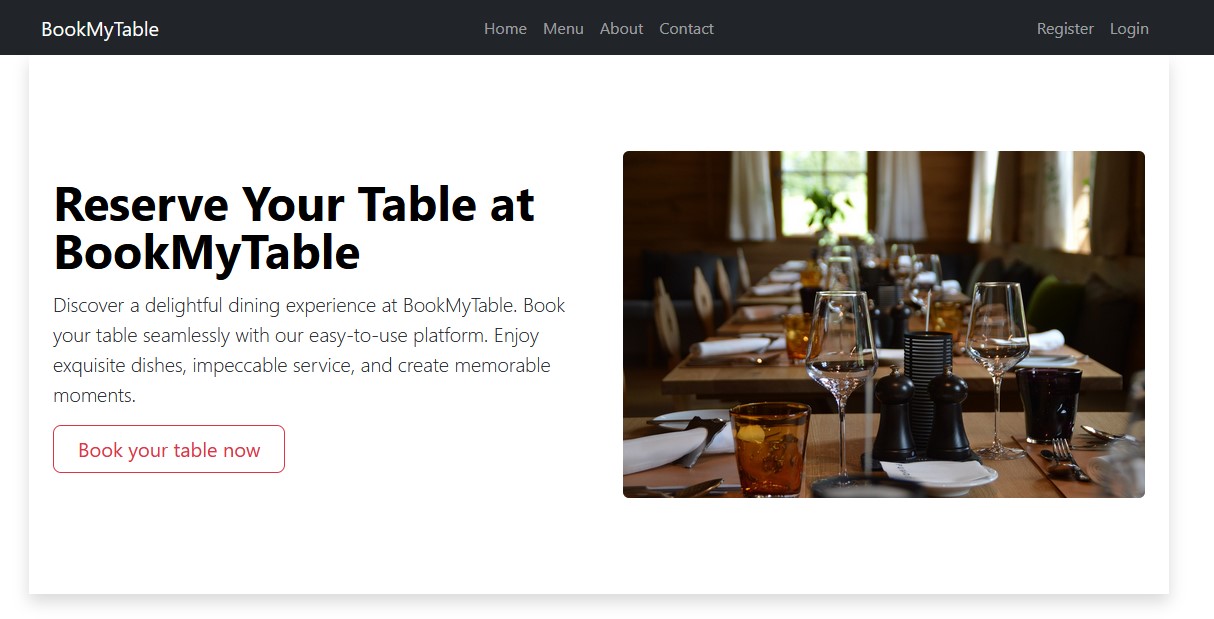 BookMyTable
Home Menu About Contact
Register Login
Reserve Your Table at
BookMyTable
Discover a delightful dining experience at BookMyTable. Book
your table seamlessly with our easy-to-use platform. Enjoy
exquisite dishes, impeccable service, and create memorable
moments.
Book your table now